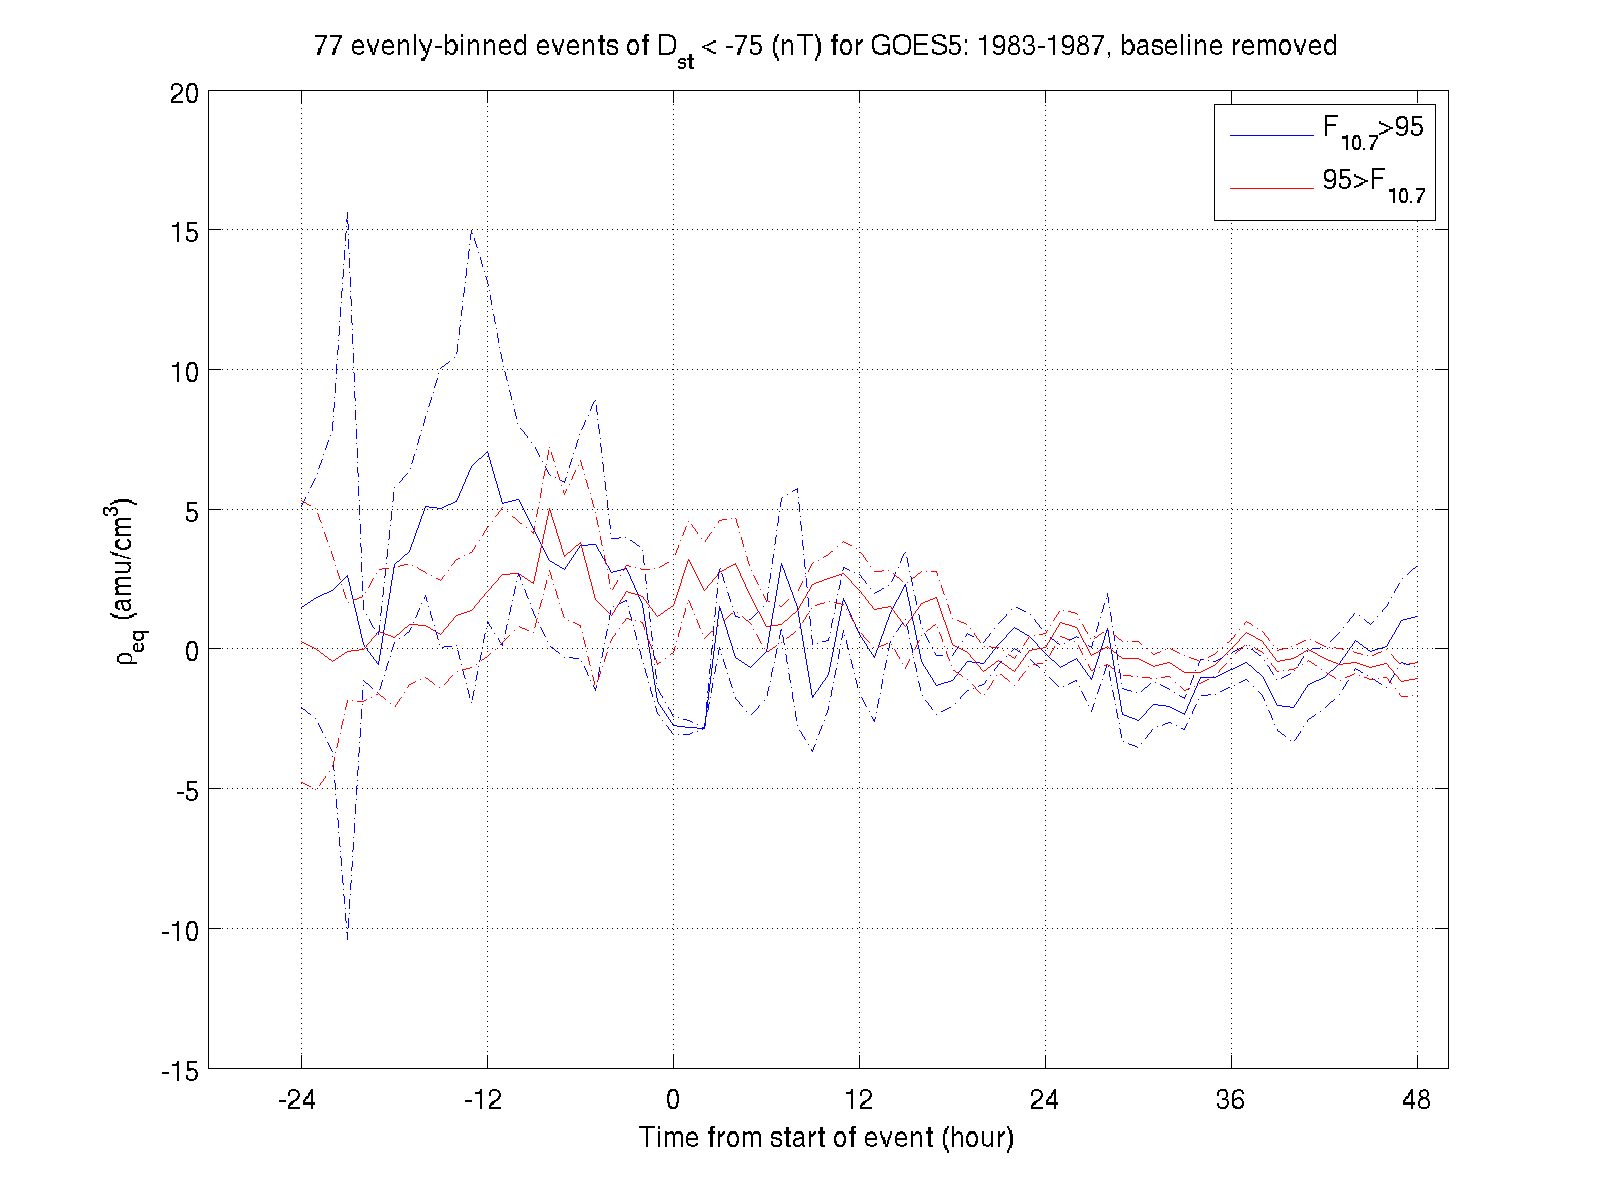 77 evenly-binned events of Dst < -75 (nT) for GOES5: 1983-1987, baseline removed
20
15
10
5
0
-5
-10
-15
ρeq (amu/cm3)
F10.7>95
95>F10.7
-24 -12 0 12 24 36 48
Time from start of event (hour)